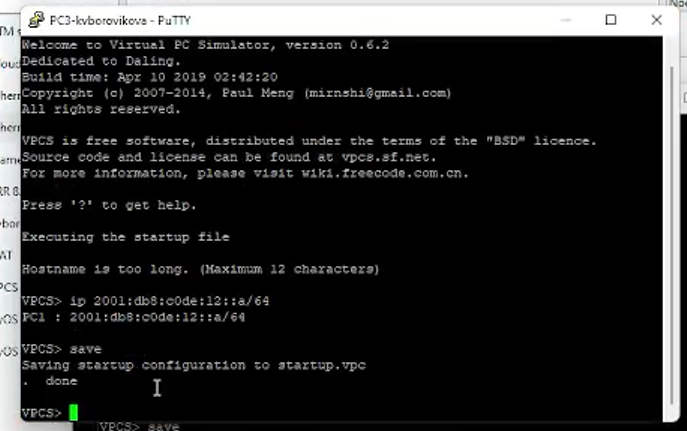 PC3-kvborovikova - PuTTY
Welcome to Virtual PC Simulator, version 0.6.2
Dedicated to Daling.
Build time: Apr 10 2019 02:42:20
Copyright (c) 2007-2014, Paul Meng (mirnshi@gmail.com)
All rights reserved.
VPCS is free software, distributed under the terms of the "BSD" licence.
Source code and license can be found at vpcs.sf.net.
For more information, please visit wiki.freecode.com.cn.
Press '?' to get help.
Executing the startup file
Hostname is too long. (Maximum 12 characters)
VPCS> ip 2001:db8:c0de:12::a/64
PC1 : 2001:db8:c0de:12::a/64
VPCS> save
Saving startup configuration to startup.vpc
.  done
VPCS>
VPCS> save